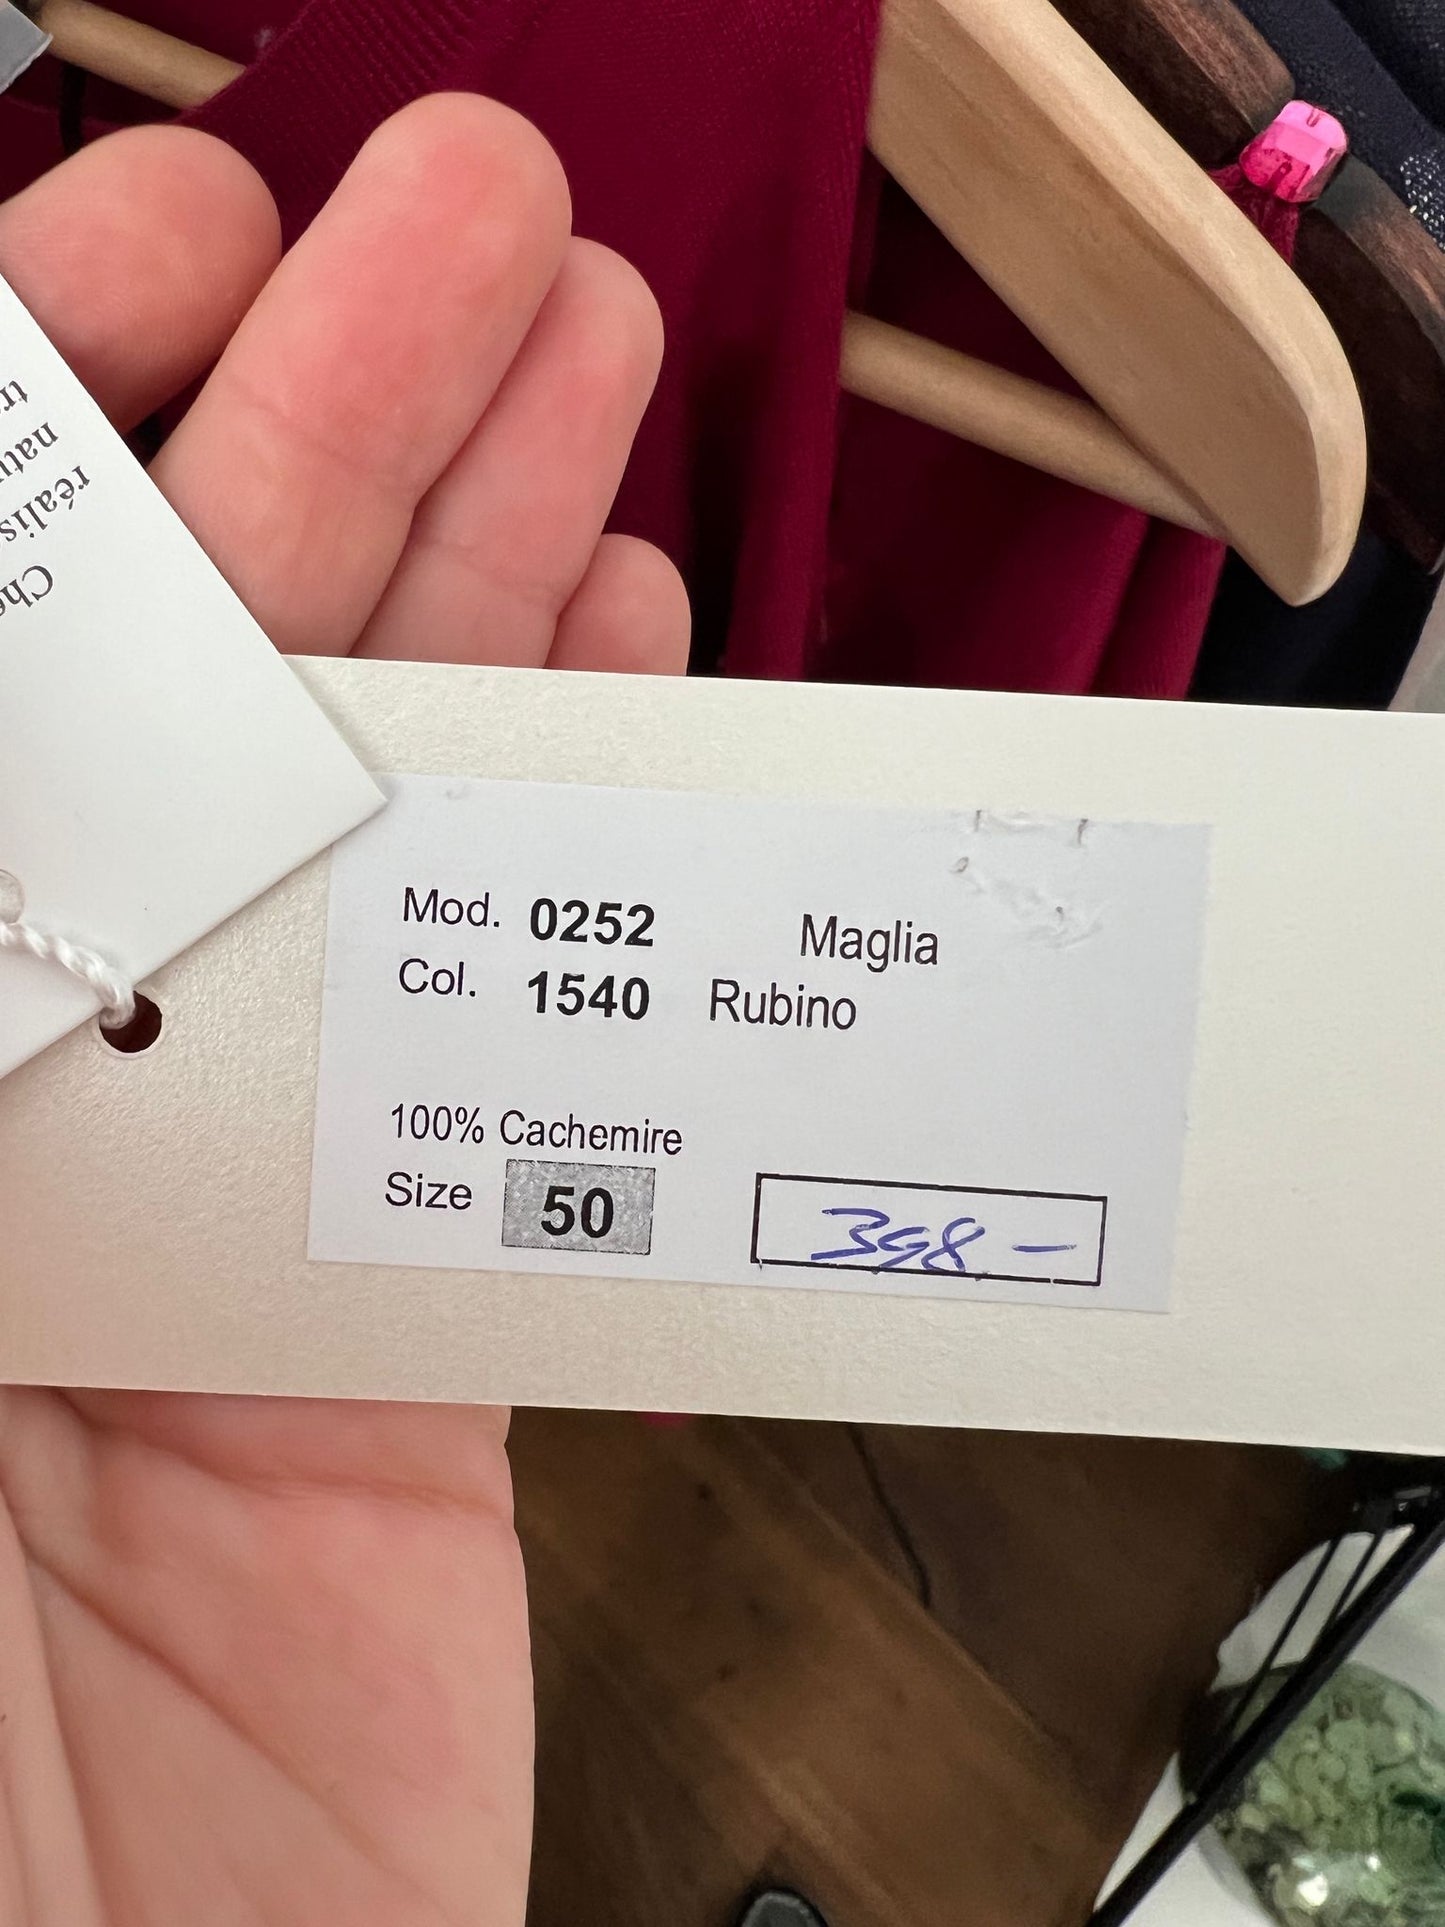 Mod. 0252 Maglia
Col. 1540 Rubino
100% Cachemire
Size 50
398 –